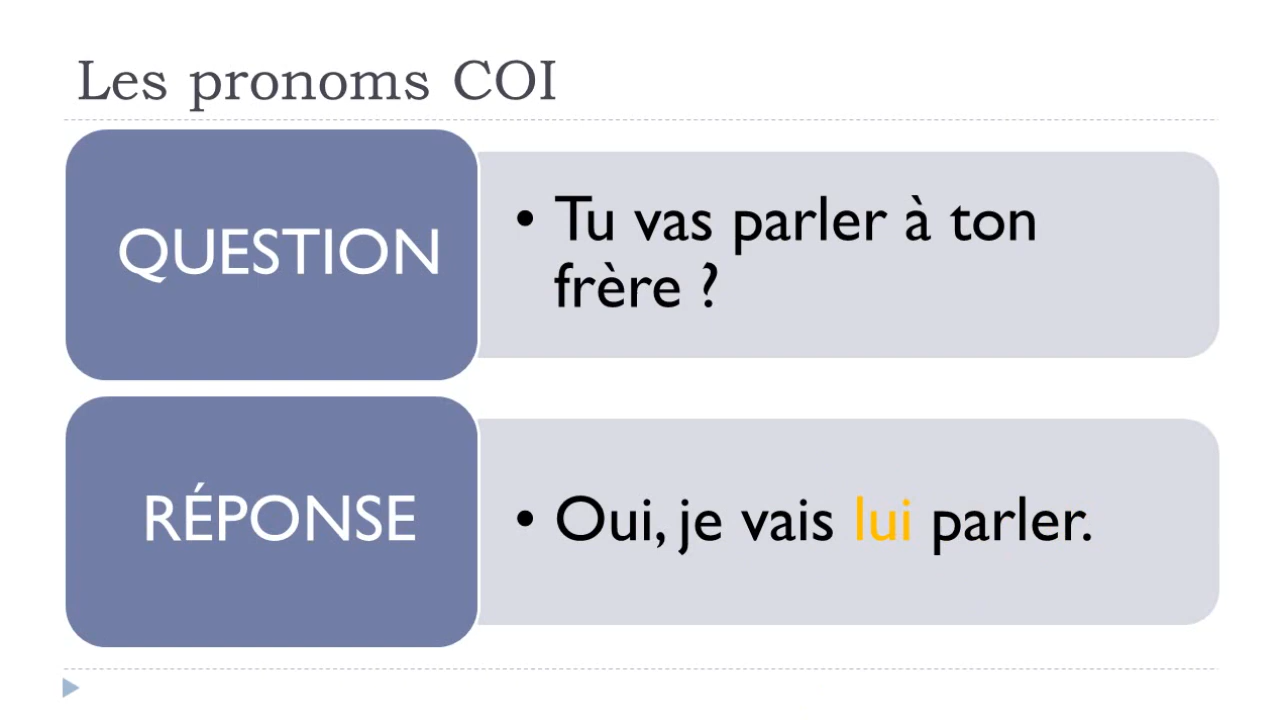 Les pronoms COI
QUESTION
• Tu vas parler à ton
frère ?
RÉPONSE
• Oui, je vais lui parler.